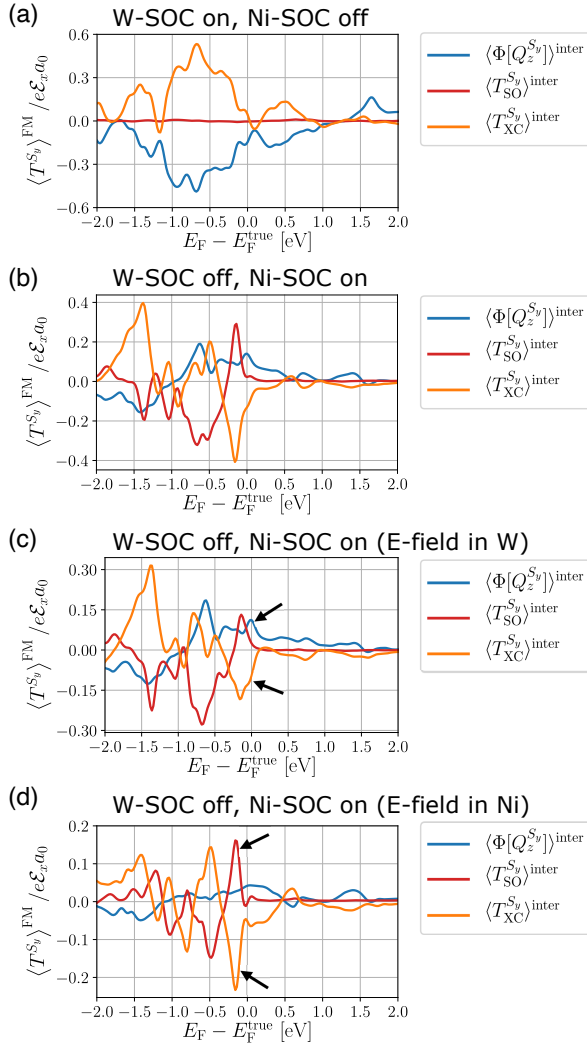 (a) W-SOC on, Ni-SOC off
⟨T^{S_y}⟩^{FM} / eℰ_x a_0
0.6
0.3
0.0
−0.3
−0.6
−2.0 −1.5 −1.0 −0.5 0.0 0.5 1.0 1.5 2.0
E_F − E_F^{true} [eV]
⟨Φ[Q_z^{S_y}]⟩^{inter}
⟨T_{SO}^{S_y}⟩^{inter}
⟨T_{XC}^{S_y}⟩^{inter}
(b) W-SOC off, Ni-SOC on
⟨T^{S_y}⟩^{FM} / eℰ_x a_0
0.4
0.2
0.0
−0.2
−0.4
−2.0 −1.5 −1.0 −0.5 0.0 0.5 1.0 1.5 2.0
E_F − E_F^{true} [eV]
⟨Φ[Q_z^{S_y}]⟩^{inter}
⟨T_{SO}^{S_y}⟩^{inter}
⟨T_{XC}^{S_y}⟩^{inter}
(c) W-SOC off, Ni-SOC on (E-field in W)
⟨T^{S_y}⟩^{FM} / eℰ_x a_0
0.30
0.15
0.00
−0.15
−0.30
−2.0 −1.5 −1.0 −0.5 0.0 0.5 1.0 1.5 2.0
E_F − E_F^{true} [eV]
⟨Φ[Q_z^{S_y}]⟩^{inter}
⟨T_{SO}^{S_y}⟩^{inter}
⟨T_{XC}^{S_y}⟩^{inter}
(d) W-SOC off, Ni-SOC on (E-field in Ni)
⟨T^{S_y}⟩^{FM} / eℰ_x a_0
0.2
0.1
0.0
−0.1
−0.2
−2.0 −1.5 −1.0 −0.5 0.0 0.5 1.0 1.5 2.0
E_F − E_F^{true} [eV]
⟨Φ[Q_z^{S_y}]⟩^{inter}
⟨T_{SO}^{S_y}⟩^{inter}
⟨T_{XC}^{S_y}⟩^{inter}